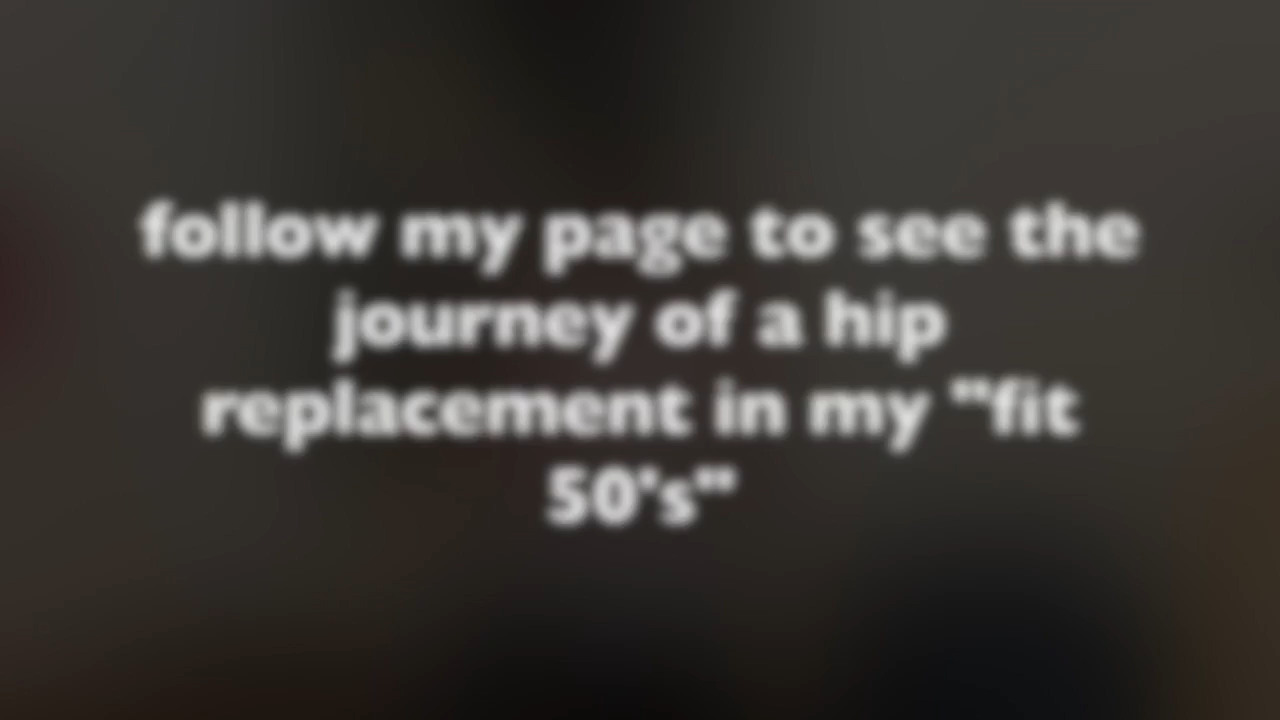 follow my page to see the
journey of a hip
replacement in my "fit
50's"